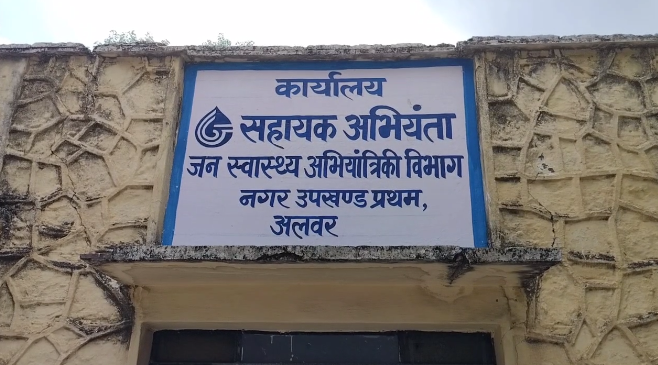 कार्यालय
सहायक अभियंता
जन स्वास्थ्य अभियांत्रिकी विभाग
नगर उपखण्ड प्रथम,
अलवर